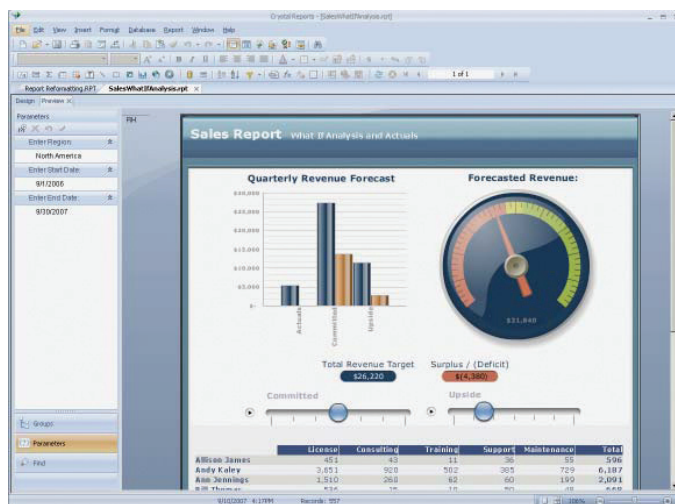 Crystal Reports - [SalesWhatIfAnalysis.rpt]
File Edit View Insert Format Database Report Window Help
1 of 1
Report Reformatting.RPT SalesWhatIfAnalysis.rpt
Design Preview
Parameters
Enter Region:
North America
Enter Start Date:
9/1/2006
Enter End Date:
9/30/2007
Groups
Parameters
Find
Sales Report What If Analysis and Actuals
Quarterly Revenue Forecast
$30,000
$25,000
$20,000
$15,000
$10,000
$5,000
$-
Actuals
Committed
Upside
Forecasted Revenue:
$21,840
Total Revenue Target Surplus / (Deficit)
$26,220 $(4,380)
Committed Upside
License Consulting Training Support Maintenance Total
Allison James 451 43 11 36 55 596
Andy Kaley 3,651 920 502 385 729 6,187
Ann Jennings 1,510 260 62 60 199 2,091
Bill Thomas
9/10/2007 6:17PM Records: 557 100%